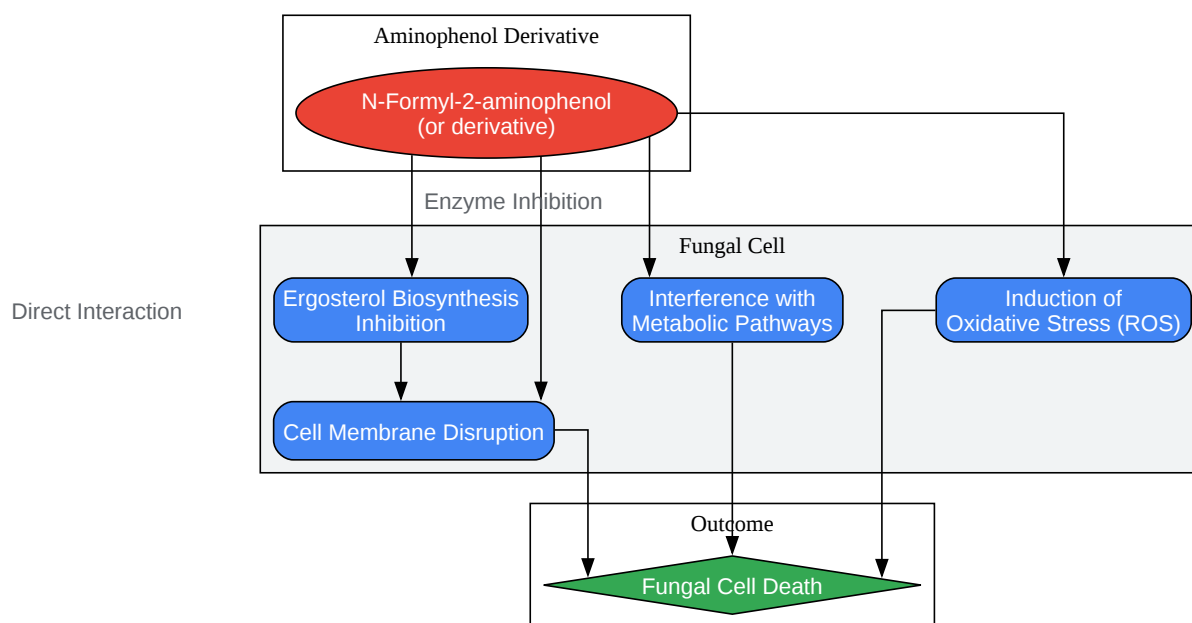 Aminophenol Derivative
N-Formyl-2-aminophenol
(or derivative)
Enzyme Inhibition
Fungal Cell
Direct Interaction
Ergosterol Biosynthesis
Inhibition
Interference with
Metabolic Pathways
Induction of
Oxidative Stress (ROS)
Cell Membrane Disruption
Outcome
Fungal Cell Death